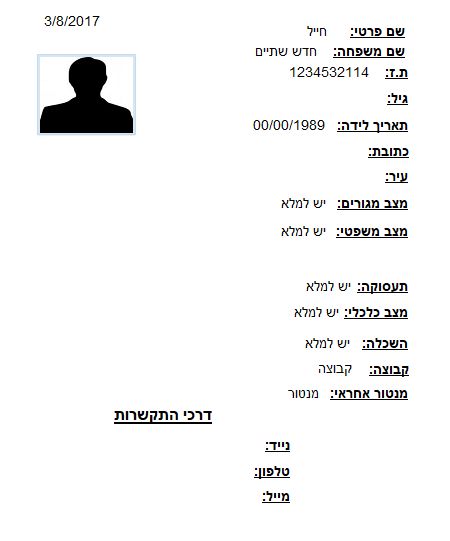 3/8/2017
שם פרטי: חייל
שם משפחה: חדש שתיים
ת.ז: 1234532114
גיל:
תאריך לידה: 00/00/1989
כתובת:
עיר:
מצב מגורים: יש למלא
מצב משפטי: יש למלא
תעסוקה: יש למלא
מצב כלכלי: יש למלא
השכלה: יש למלא
קבוצה: קבוצה
מנטור אחראי: מנטור
דרכי התקשרות
נייד:
טלפון:
מייל: